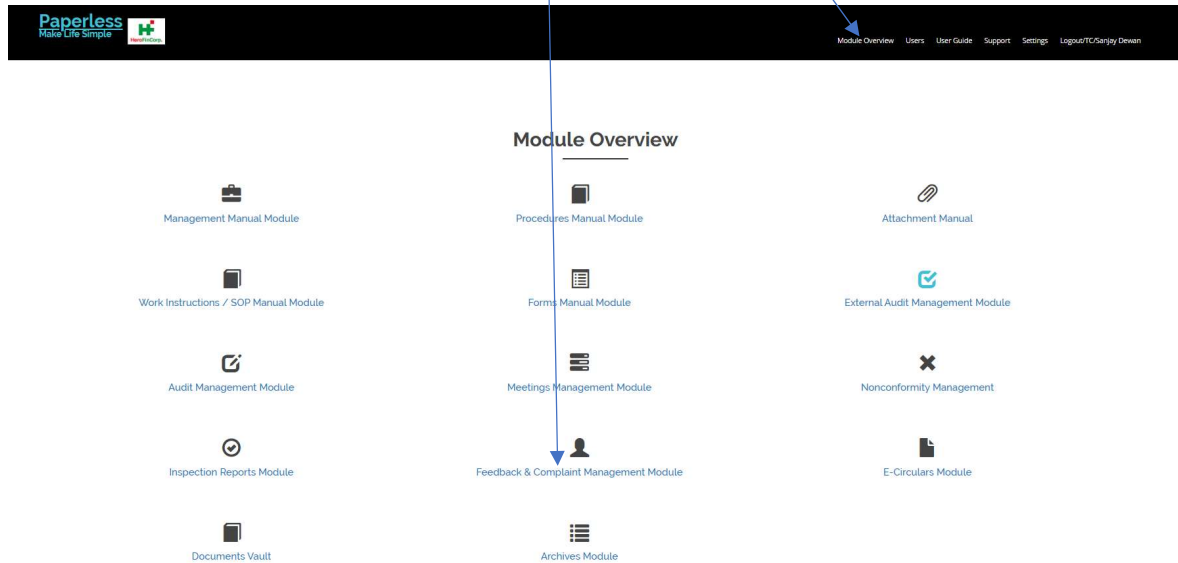 Paperless
Make Life Simple
HeroFinCorp.
Module Overview Users User Guide Support Settings Logout/TC/Sanjay Dewan
Module Overview
Management Manual Module Procedures Manual Module Attachment Manual
Work Instructions / SOP Manual Module Forms Manual Module External Audit Management Module
Audit Management Module Meetings Management Module Nonconformity Management
Inspection Reports Module Feedback & Complaint Management Module E-Circulars Module
Documents Vault Archives Module